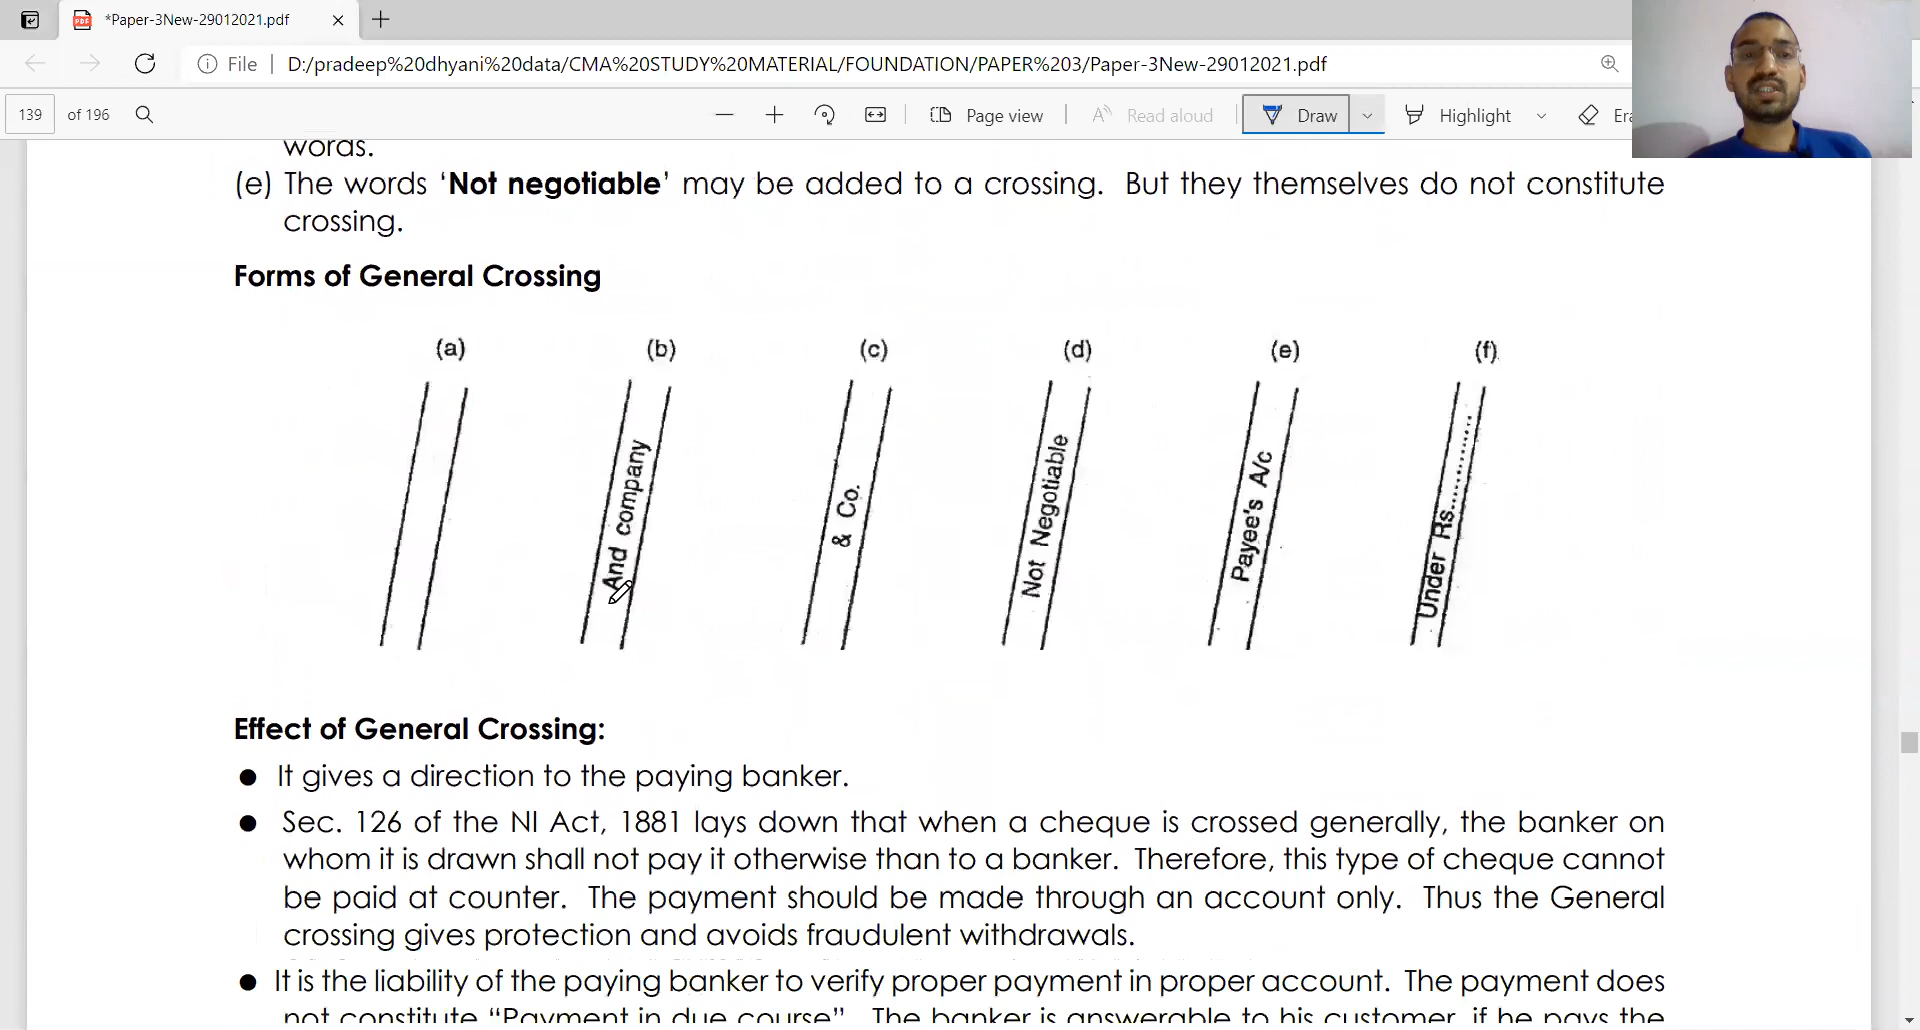 *Paper-3New-29012021.pdf
File D:/pradeep%20dhyani%20data/CMA%20STUDY%20MATERIAL/FOUNDATION/PAPER%203/Paper-3New-29012021.pdf
139 of 196 Page view Read aloud Draw Highlight
words.
(e) The words ‘Not negotiable’ may be added to a crossing. But they themselves do not constitute
crossing.
Forms of General Crossing
(a) (b) (c) (d) (e) (f)
And company
& Co.
Not Negotiable
Payee's A/c
Under Rs..............
Effect of General Crossing:
● It gives a direction to the paying banker.
● Sec. 126 of the NI Act, 1881 lays down that when a cheque is crossed generally, the banker on
whom it is drawn shall not pay it otherwise than to a banker. Therefore, this type of cheque cannot
be paid at counter. The payment should be made through an account only. Thus the General
crossing gives protection and avoids fraudulent withdrawals.
● It is the liability of the paying banker to verify proper payment in proper account. The payment does
not constitute “Payment in due course”. The banker is answerable to his customer, if he pays the